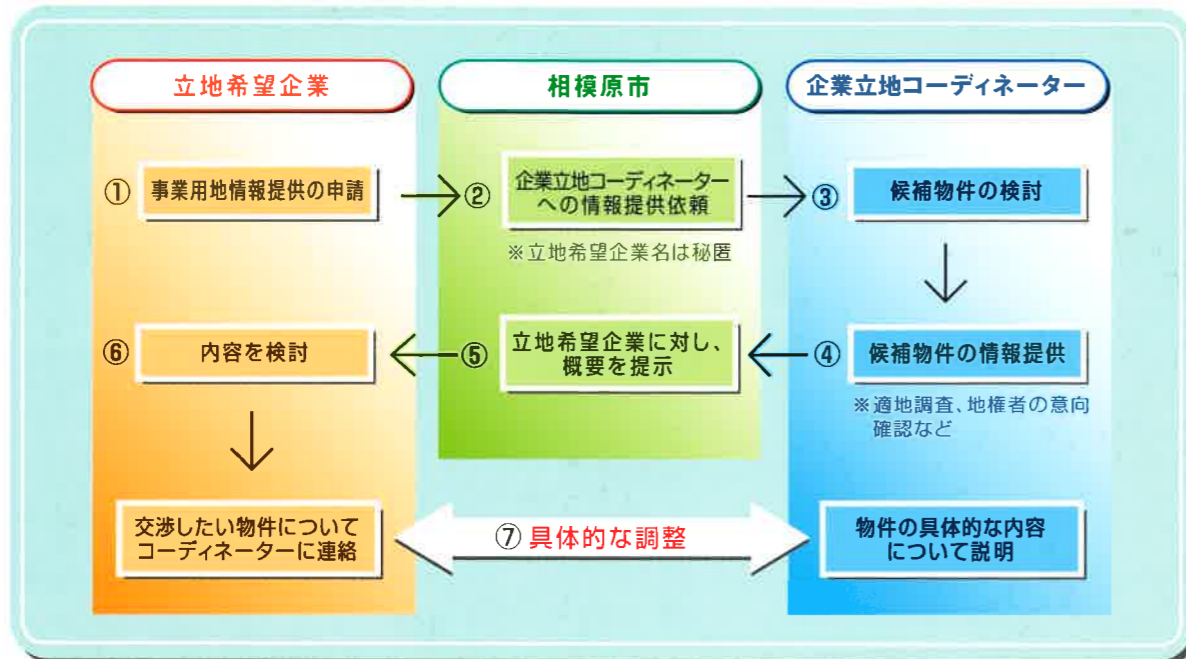 立地希望企業
相模原市
企業立地コーディネーター
① 事業用地情報提供の申請
② 企業立地コーディネーター
への情報提供依頼
※立地希望企業名は秘匿
③ 候補物件の検討
④ 候補物件の情報提供
※適地調査、地権者の意向
確認など
⑤ 立地希望企業に対し、
概要を提示
⑥ 内容を検討
交渉したい物件について
コーディネーターに連絡
⑦ 具体的な調整
物件の具体的な内容
について説明